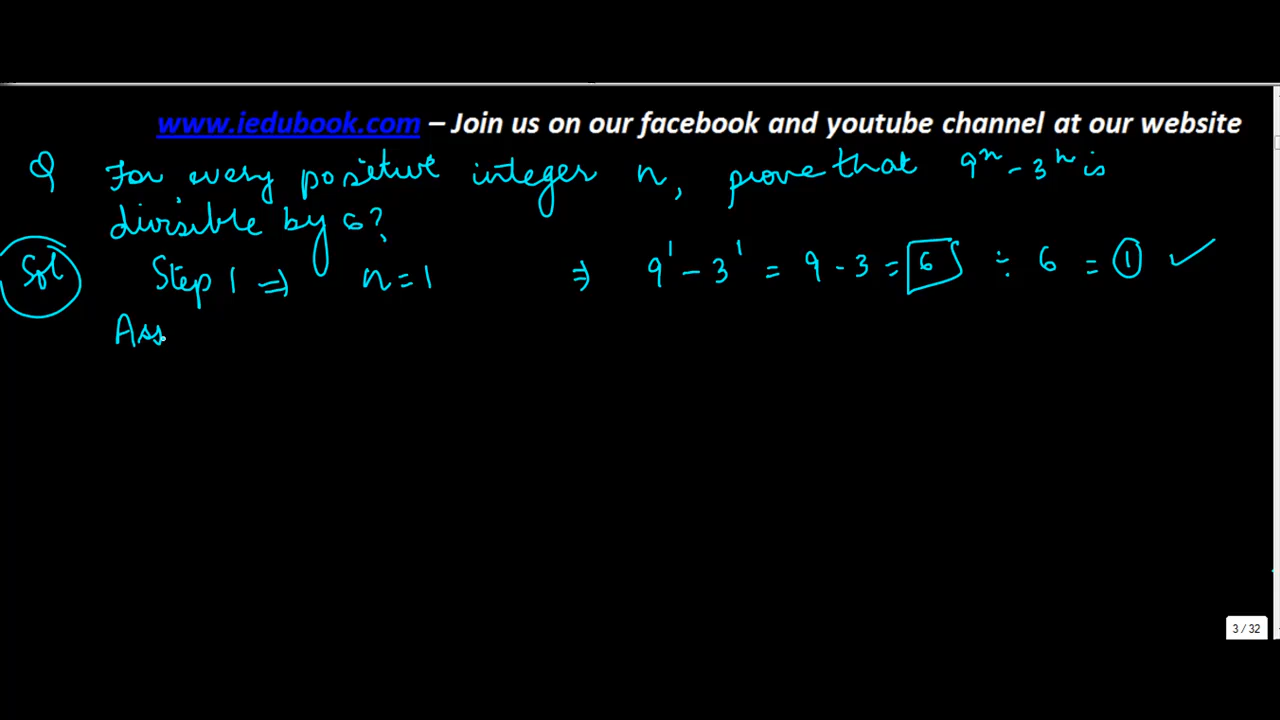 www.iedubook.com – Join us on our facebook and youtube channel at our website
Q For every positive integer n, prove that 9ⁿ - 3ⁿ is
divisible by 6?
Sol Step 1 ⇒ n = 1 ⇒ 9¹ - 3¹ = 9 - 3 = 6 ÷ 6 = 1 ✓
Ass
3 / 32